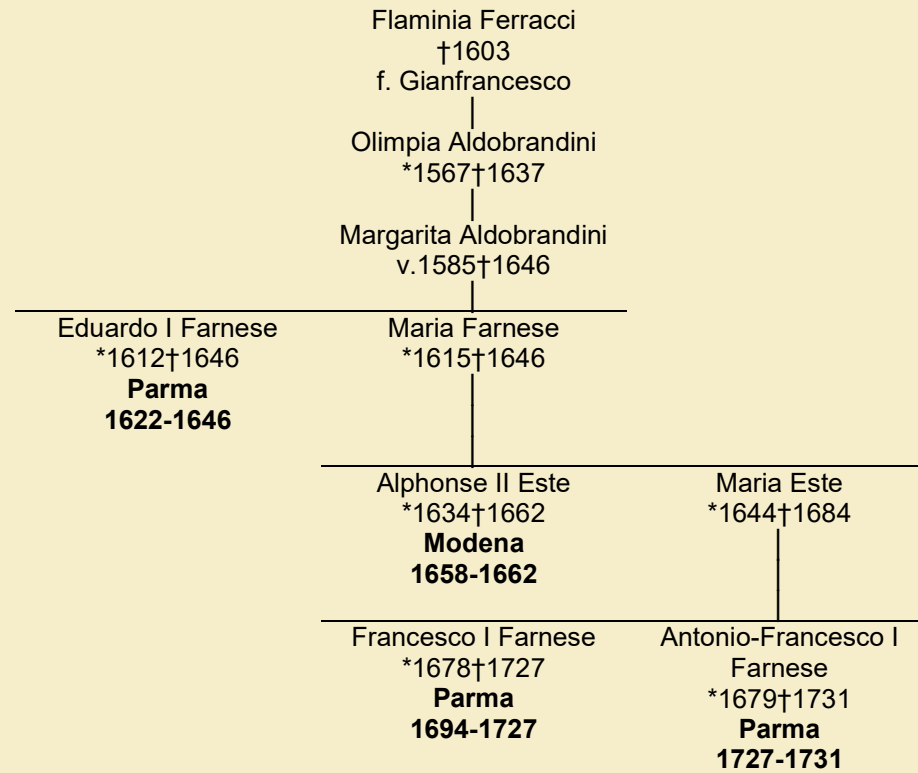 Flaminia Ferracci
†1603
f. Gianfrancesco
Olimpia Aldobrandini
*1567†1637
Margarita Aldobrandini
v.1585†1646
Eduardo I Farnese
*1612†1646
Parma
1622-1646
Maria Farnese
*1615†1646
Alphonse II Este
*1634†1662
Modena
1658-1662
Maria Este
*1644†1684
Francesco I Farnese
*1678†1727
Parma
1694-1727
Antonio-Francesco I
Farnese
*1679†1731
Parma
1727-1731